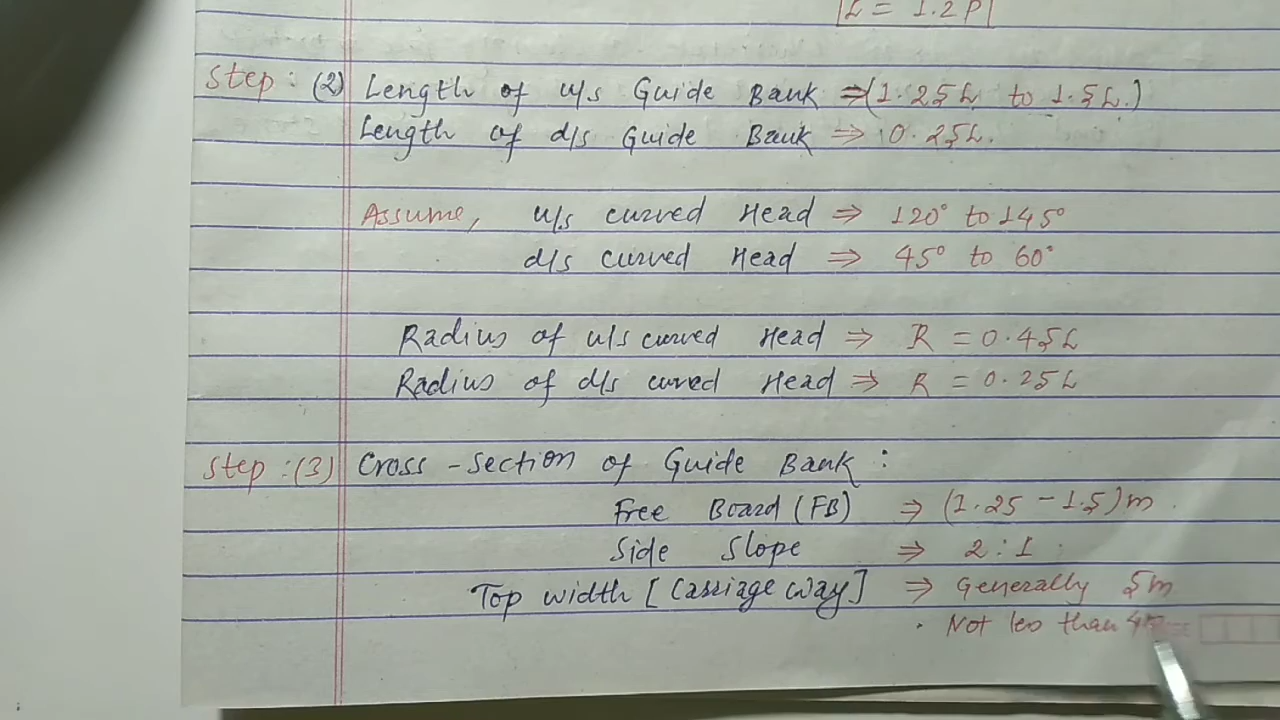 L = 1.2P
Step: (2) Length of u/s Guide Bank ⇒ (1.25L to 1.5L.)
Length of d/s Guide Bank ⇒ 0.25L.
Assume, u/s curved Head ⇒ 120° to 145°
d/s curved Head ⇒ 45° to 60°
Radius of u/s curved Head ⇒ R = 0.45L
Radius of d/s curved Head ⇒ R = 0.25L
Step: (3) Cross-section of Guide Bank:
Free Board (FB) ⇒ (1.25 - 1.5)m.
Side Slope ⇒ 2:1
Top width [Carriage Way] ⇒ Generally 5m
. Not less than 4m